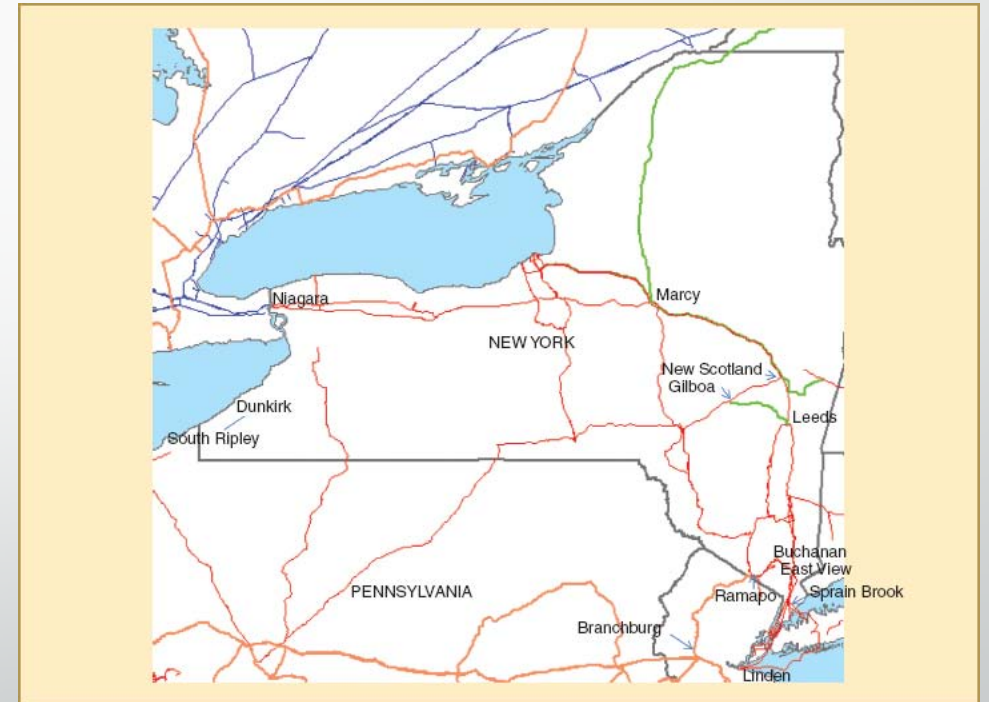 Niagara
Marcy
NEW YORK
New Scotland
Gilboa
Dunkirk
Leeds
South Ripley
Buchanan
East View
PENNSYLVANIA
Ramapo
Sprain Brook
Branchburg
Linden